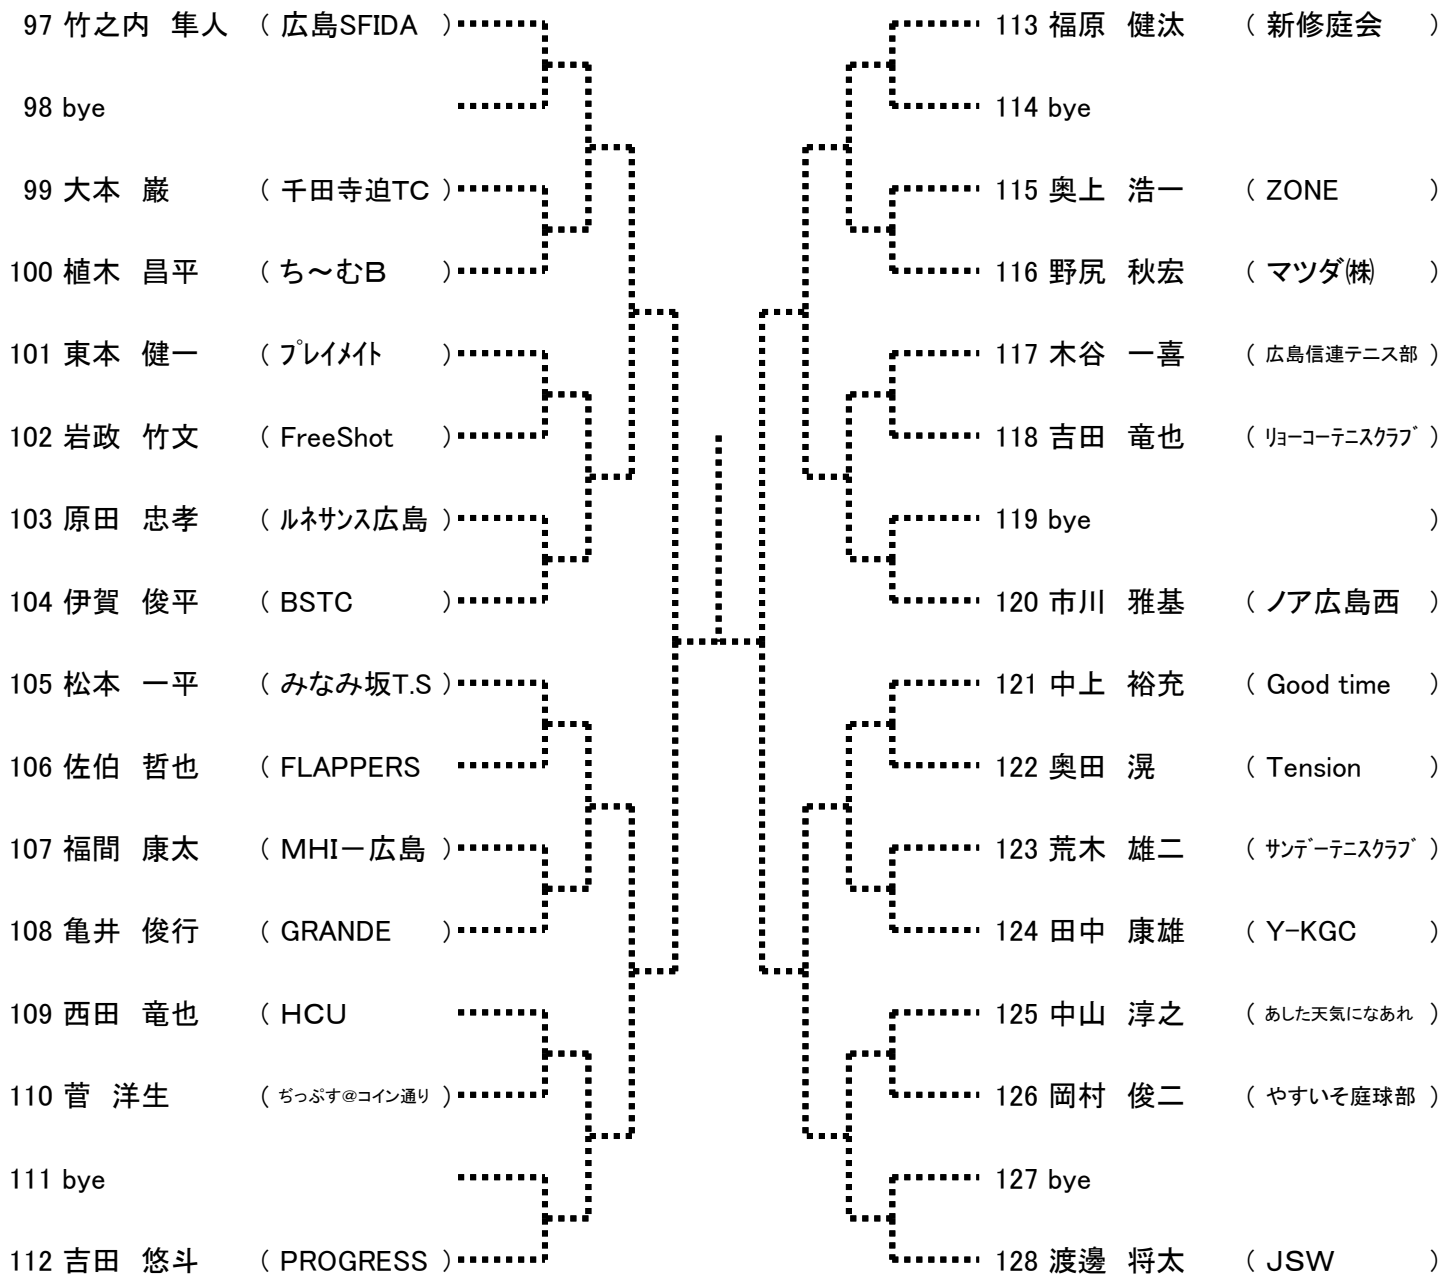 97 竹之内 隼人 ( 広島SFIDA )
98 bye
99 大本 巌 ( 千田寺迫TC )
100 植木 昌平 ( ち～むB )
101 東本 健一 ( ﾌﾟﾚｲﾒｲﾄ )
102 岩政 竹文 ( FreeShot )
103 原田 忠孝 ( ﾙﾈｻﾝｽ広島 )
104 伊賀 俊平 ( BSTC )
105 松本 一平 ( みなみ坂T.S )
106 佐伯 哲也 ( FLAPPERS
107 福間 康太 ( MHI－広島 )
108 亀井 俊行 ( GRANDE )
109 西田 竜也 ( HCU
110 菅 洋生 ( ぢっぷす@コイン通り )
111 bye
112 吉田 悠斗 ( PROGRESS )
113 福原 健汰 ( 新修庭会 )
114 bye
115 奥上 浩一 ( ZONE )
116 野尻 秋宏 ( マツダ㈱ )
117 木谷 一喜 ( 広島信連テニス部 )
118 吉田 竜也 ( ﾘｮｰｺｰﾃﾆｽｸﾗﾌﾞ )
119 bye )
120 市川 雅基 ( ノア広島西 )
121 中上 裕充 ( Good time )
122 奥田 滉 ( Tension )
123 荒木 雄二 ( ｻﾝﾃﾞｰﾃﾆｽｸﾗﾌﾞ )
124 田中 康雄 ( Y-KGC )
125 中山 淳之 ( あした天気になあれ )
126 岡村 俊二 ( やすいそ庭球部 )
127 bye
128 渡邊 将太 ( JSW )